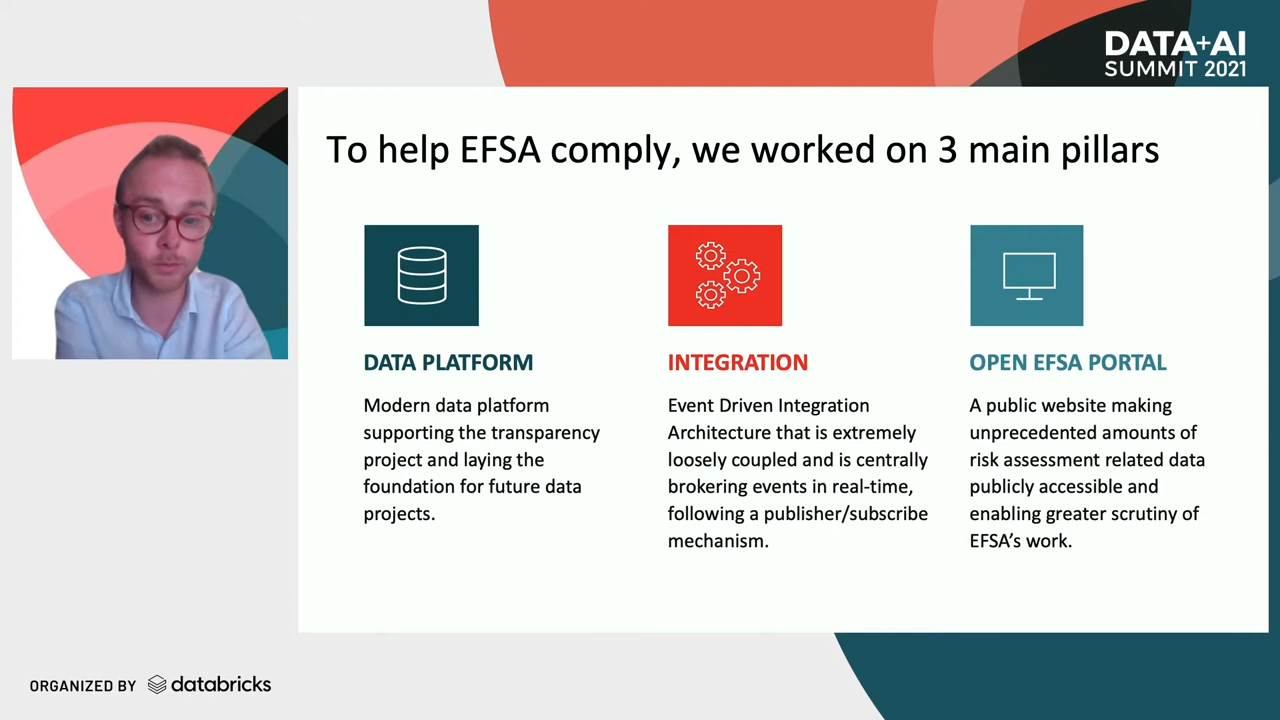 DATA+AI
SUMMIT 2021
To help EFSA comply, we worked on 3 main pillars
DATA PLATFORM
Modern data platform
supporting the transparency
project and laying the
foundation for future data
projects.
INTEGRATION
Event Driven Integration
Architecture that is extremely
loosely coupled and is centrally
brokering events in real-time,
following a publisher/subscribe
mechanism.
OPEN EFSA PORTAL
A public website making
unprecedented amounts of
risk assessment related data
publicly accessible and
enabling greater scrutiny of
EFSA's work.
ORGANIZED BY databricks